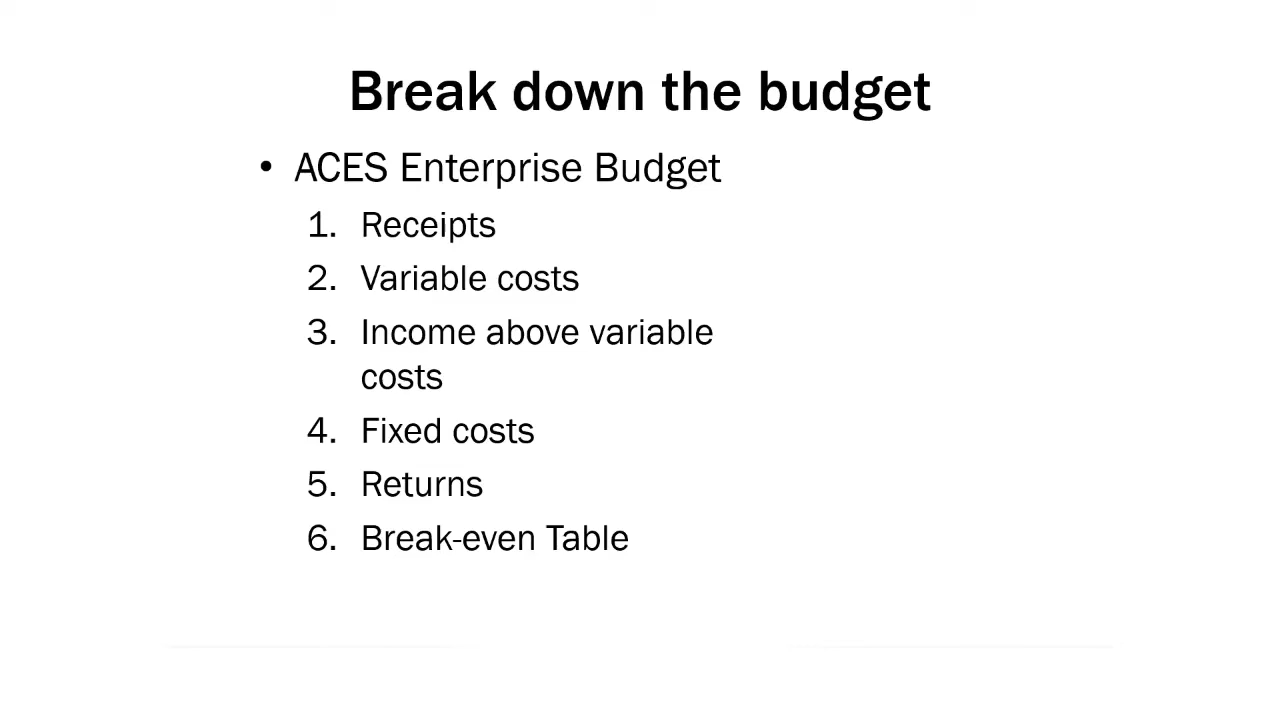 Break down the budget
• ACES Enterprise Budget
1. Receipts
2. Variable costs
3. Income above variable
costs
4. Fixed costs
5. Returns
6. Break-even Table